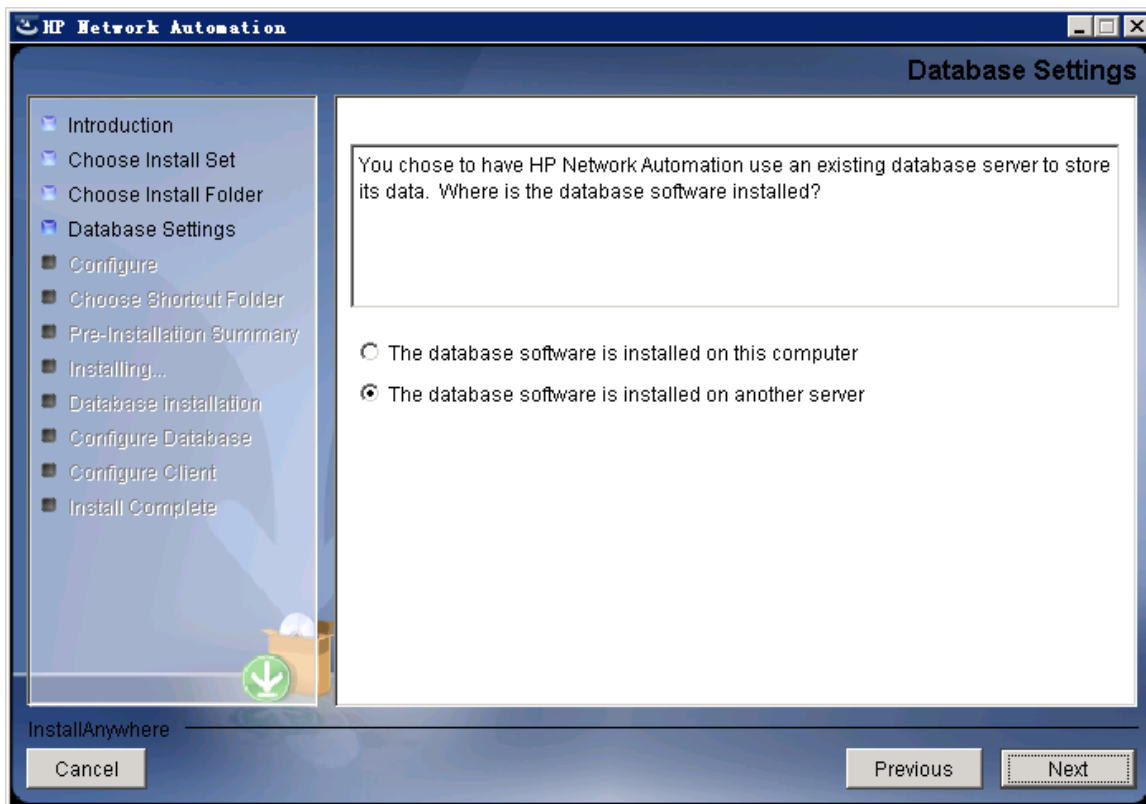 HP Network Automation
Database Settings
Introduction
Choose Install Set
Choose Install Folder
Database Settings
Configure
Choose Shortcut Folder
Pre-Installation Summary
Installing...
Database installation
Configure Database
Configure Client
Install Complete
You chose to have HP Network Automation use an existing database server to store
its data. Where is the database software installed?
The database software is installed on this computer
The database software is installed on another server
InstallAnywhere
Cancel
Previous
Next